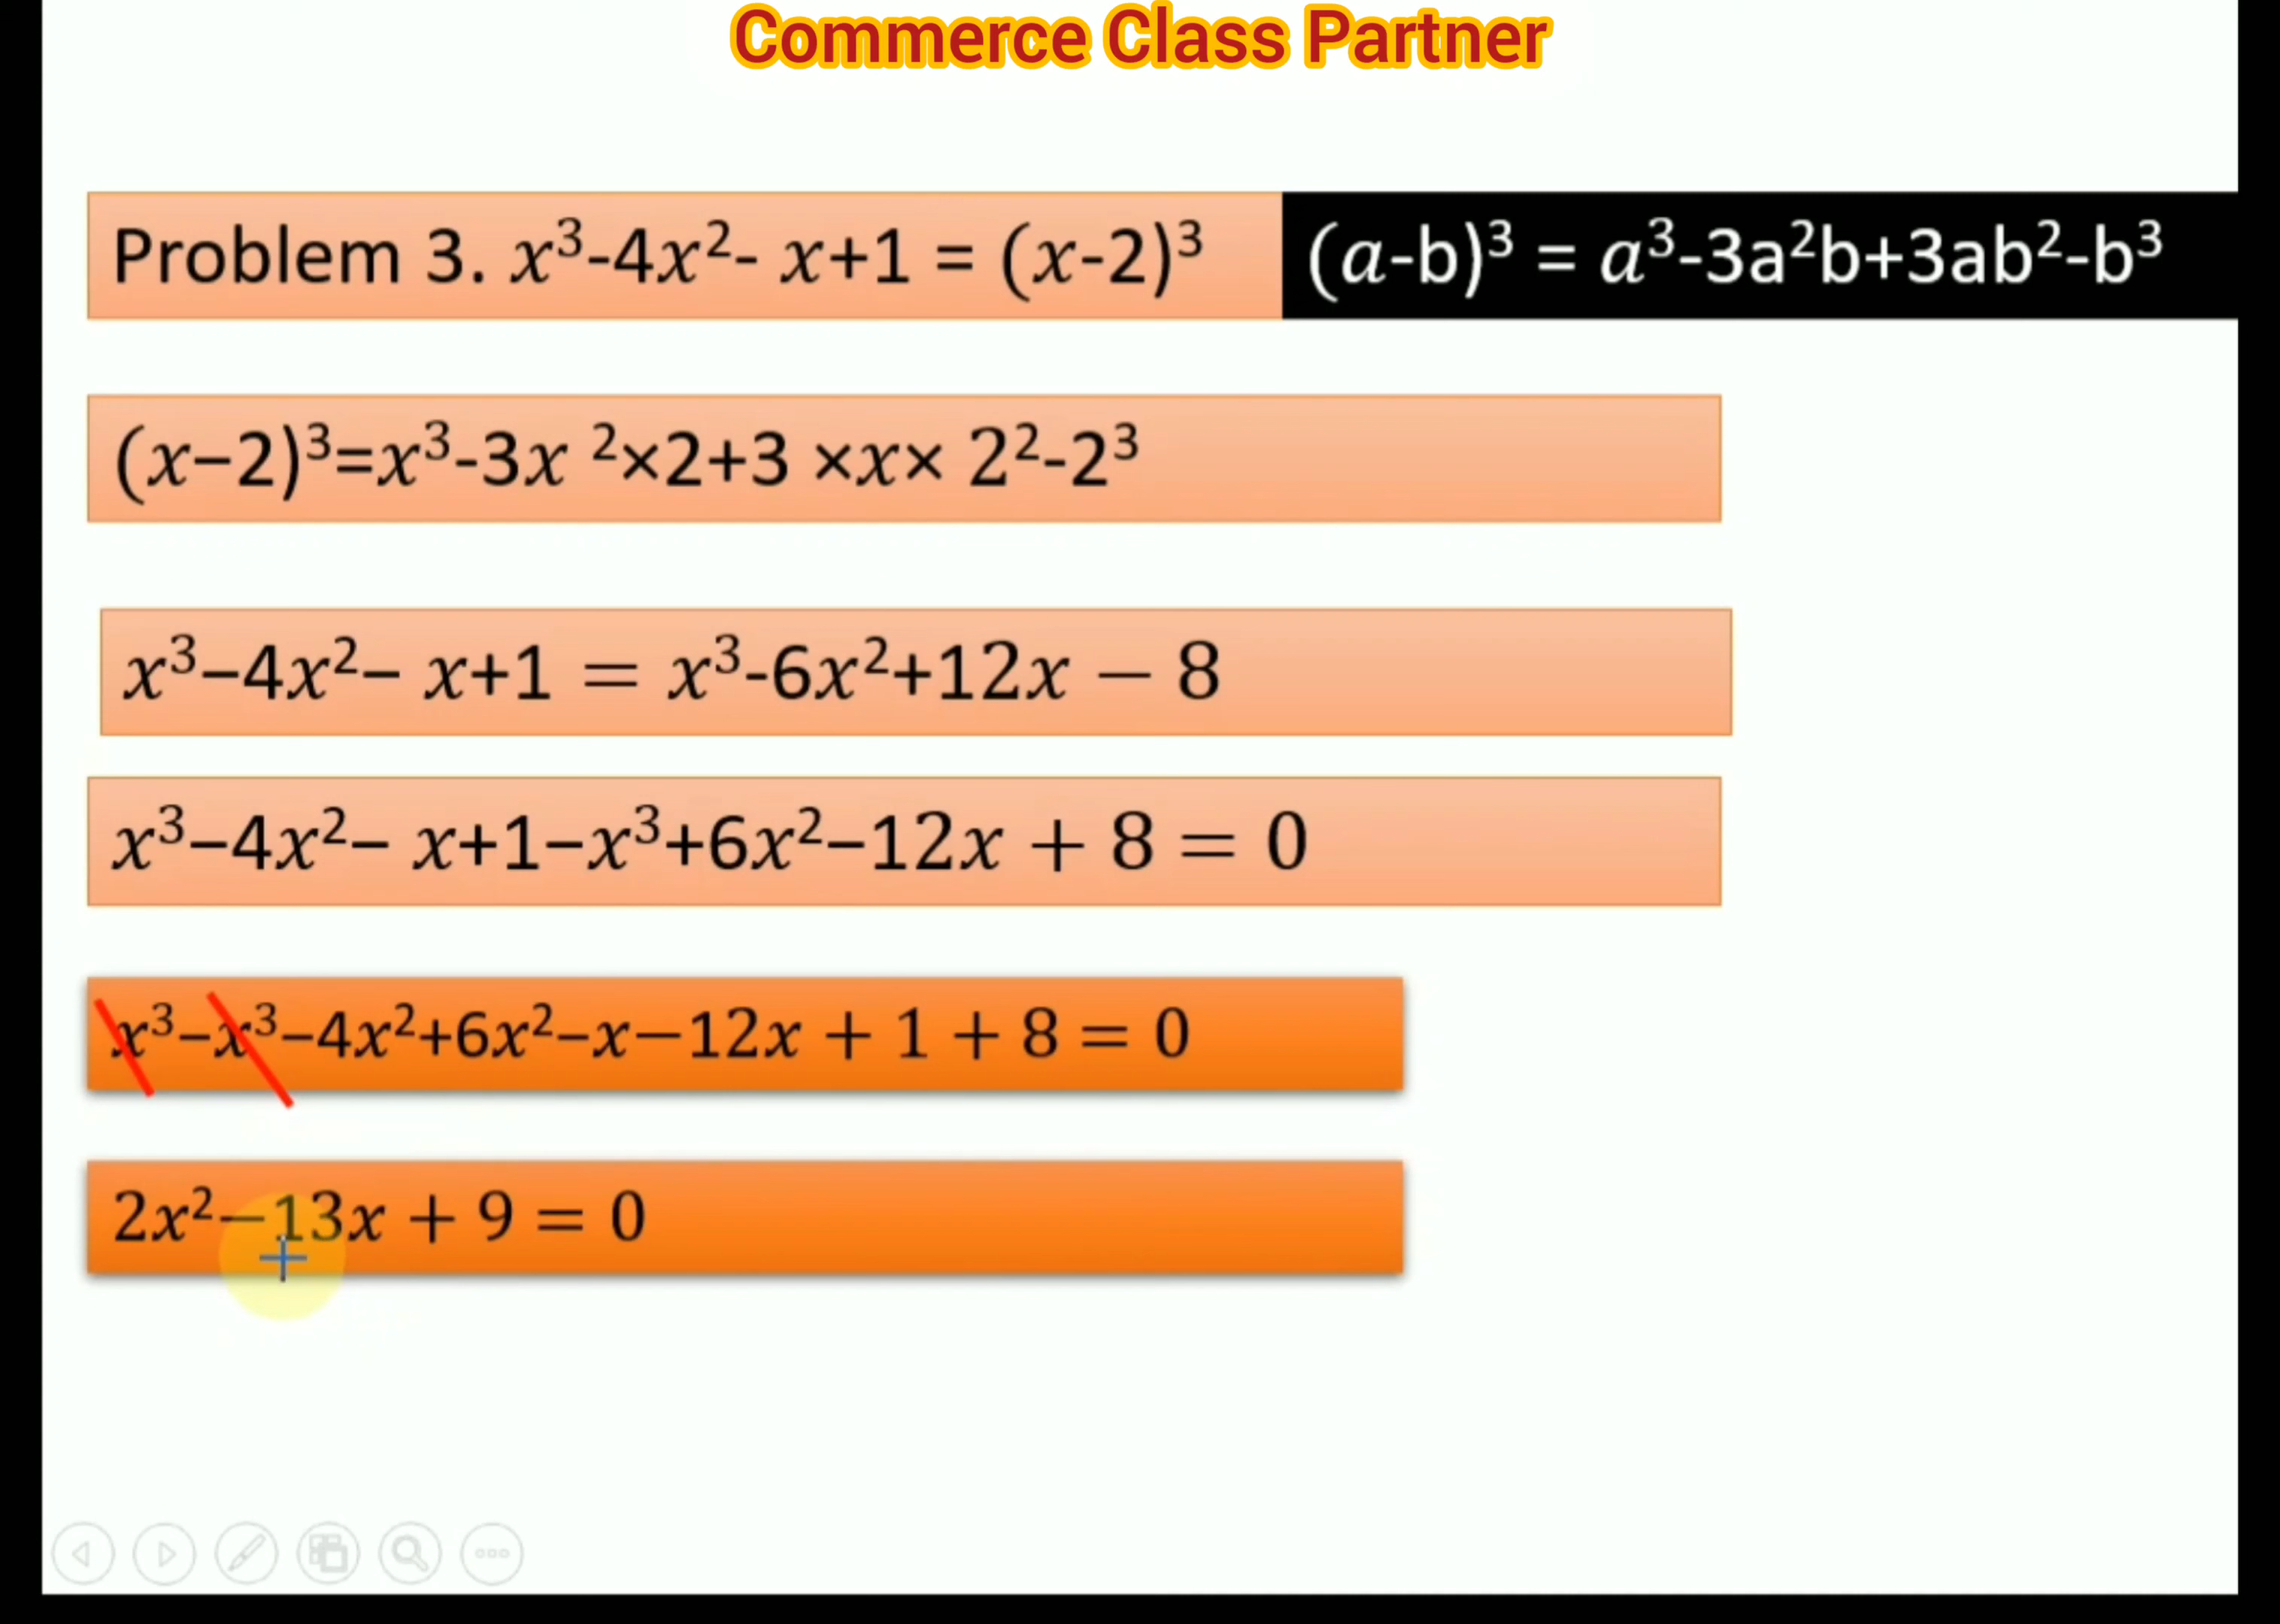 Commerce Class Partner
Problem 3. x³-4x²- x+1 = (x-2)³
(a-b)³ = a³-3a²b+3ab²-b³
(x−2)³=x³-3x ²×2+3 ×x× 2²-2³
x³−4x²− x+1 = x³-6x²+12x − 8
x³−4x²− x+1−x³+6x²−12x + 8 = 0
x³−x³−4x²+6x²−x−12x + 1 + 8 = 0
2x²−13x + 9 = 0